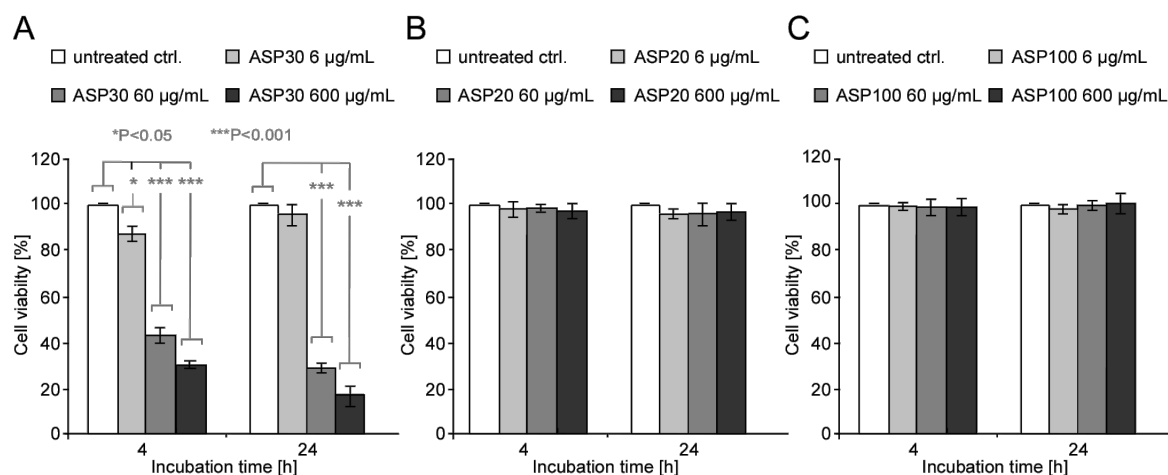 A
untreated ctrl. ASP30 6 µg/mL
ASP30 60 µg/mL ASP30 600 µg/mL
*P<0.05 ***P<0.001
120
100
80
60
40
20
0
Cell viabilty [%]
* *** ***
*** ***
4 24
Incubation time [h]
B
untreated ctrl. ASP20 6 µg/mL
ASP20 60 µg/mL ASP20 600 µg/mL
120
100
80
60
40
20
0
Cell viabilty [%]
4 24
Incubation time [h]
C
untreated ctrl. ASP100 6 µg/mL
ASP100 60 µg/mL ASP100 600 µg/mL
120
100
80
60
40
20
0
Cell viabilty [%]
4 24
Incubation time [h]